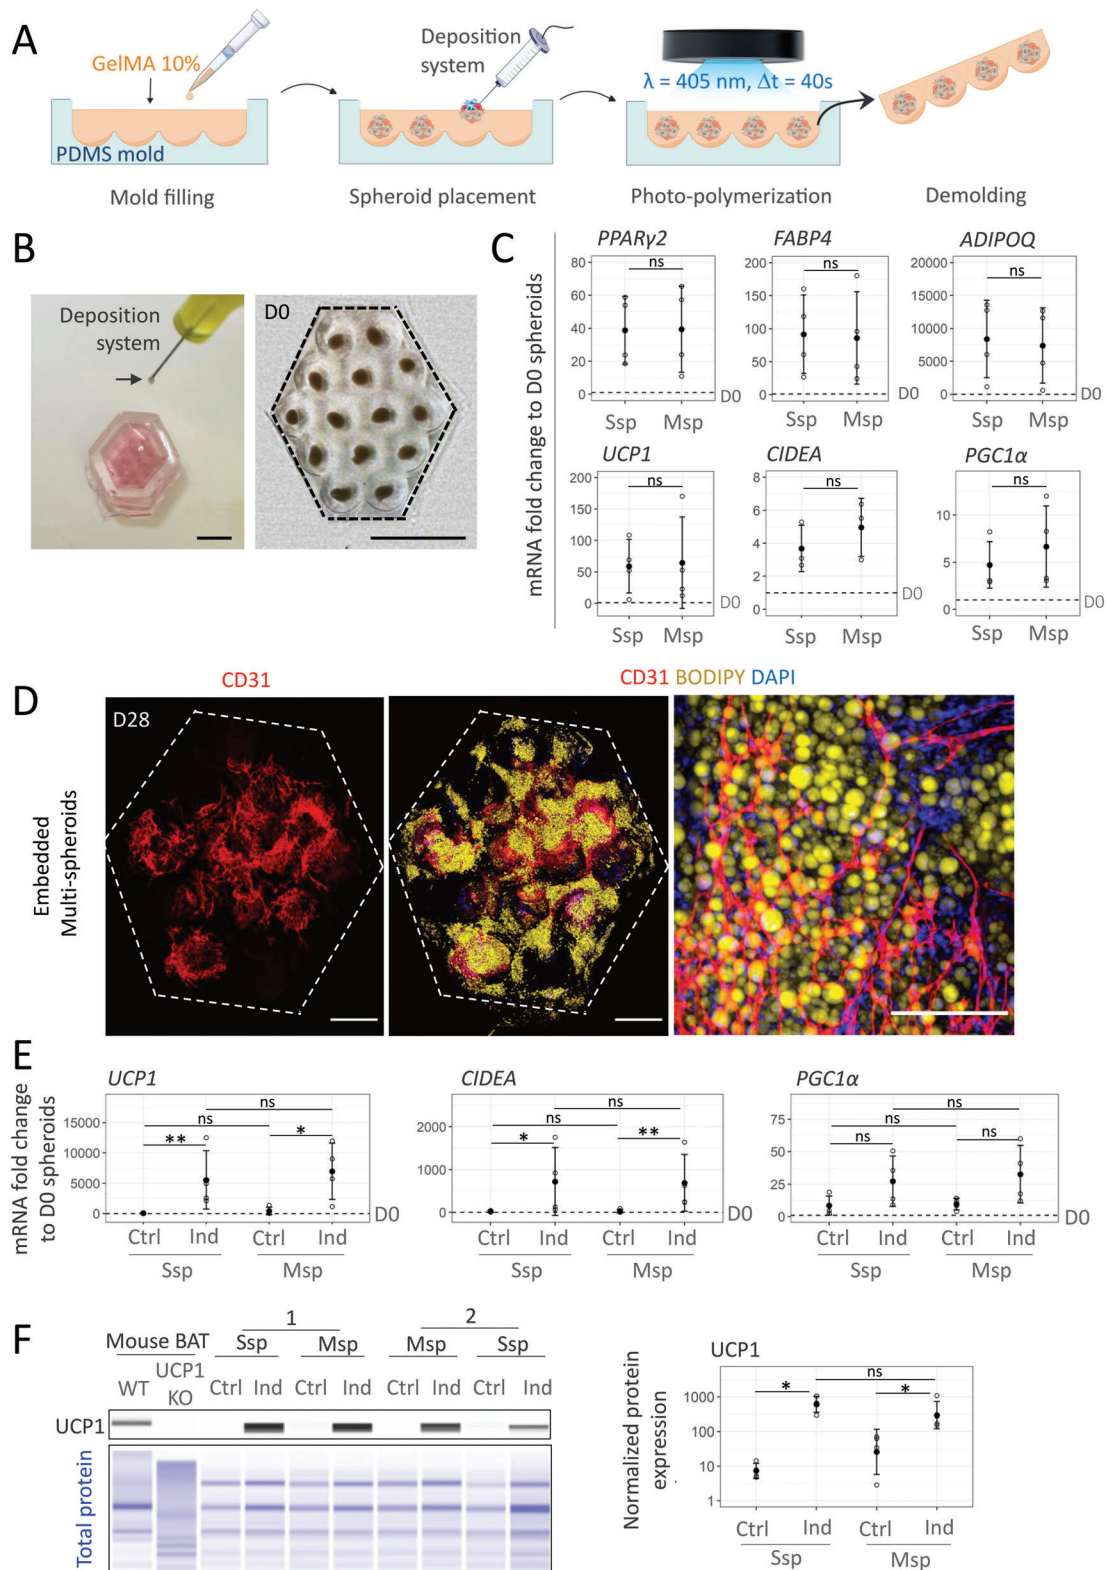 A
GelMA 10%
PDMS mold
Deposition
system
λ = 405 nm, Δt = 40s
Mold filling
Spheroid placement
Photo-polymerization
Demolding
B
Deposition
system
D0
C
mRNA fold change to D0 spheroids
PPARγ2
80
60
40
20
0
ns
Ssp
Msp
D0
FABP4
200
150
100
50
0
ns
Ssp
Msp
D0
ADIPOQ
20000
15000
10000
5000
0
ns
Ssp
Msp
D0
UCP1
200
150
100
50
0
ns
Ssp
Msp
D0
CIDEA
8
6
4
2
0
ns
Ssp
Msp
D0
PGC1α
10
5
0
ns
Ssp
Msp
D0
D
CD31
CD31 BODIPY DAPI
D28
Embedded
Multi-spheroids
E
mRNA fold change
to D0 spheroids
UCP1
15000
10000
5000
0
ns
ns
**
*
Ctrl Ind Ctrl Ind
Ssp Msp
D0
CIDEA
2000
1000
0
ns
ns
*
**
Ctrl Ind Ctrl Ind
Ssp Msp
D0
PGC1α
75
50
25
0
ns
ns
ns
ns
Ctrl Ind Ctrl Ind
Ssp Msp
D0
F
1 2
Mouse BAT Ssp Msp Msp Ssp
WT UCP1 KO Ctrl Ind Ctrl Ind Ctrl Ind Ctrl Ind
UCP1
Total protein
Normalized protein
expression
UCP1
1000
100
10
1
ns
*
*
Ctrl Ind Ctrl Ind
Ssp Msp